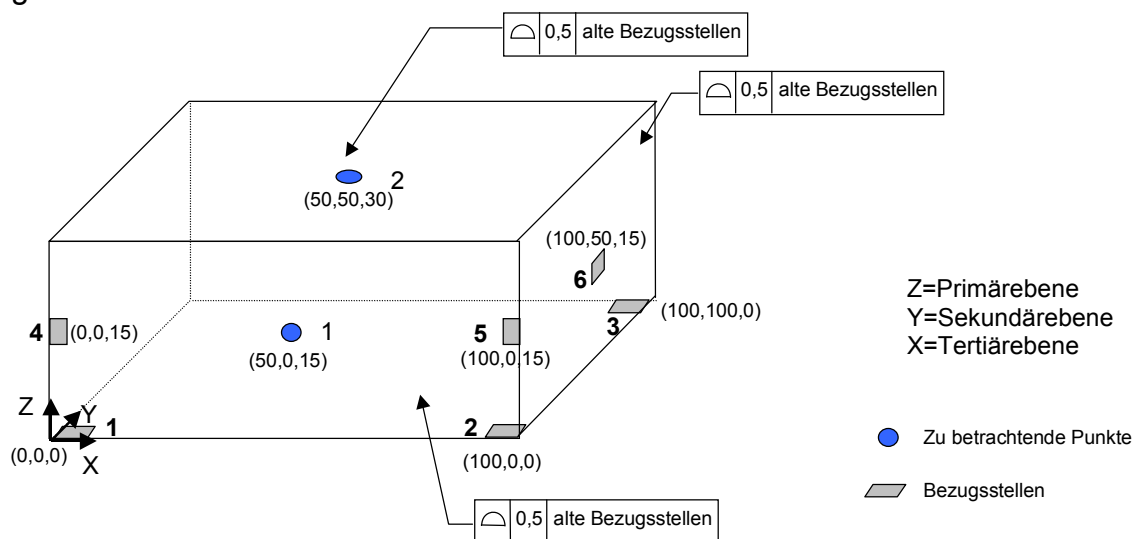 0,5 alte Bezugsstellen
0,5 alte Bezugsstellen
2
(50,50,30)
(100,50,15)
6
Z=Primärebene
Y=Sekundärebene
X=Tertiärebene
3
(100,100,0)
4
(0,0,15)
1
(50,0,15)
5
(100,0,15)
Z
Y
1
2
X
(0,0,0)
(100,0,0)
Zu betrachtende Punkte
Bezugsstellen
0,5 alte Bezugsstellen